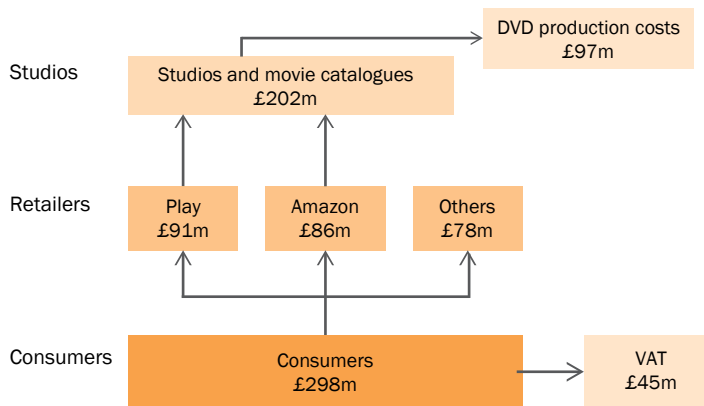 DVD production costs
£97m
Studios
Studios and movie catalogues
£202m
Retailers
Play
£91m
Amazon
£86m
Others
£78m
Consumers
Consumers
£298m
VAT
£45m